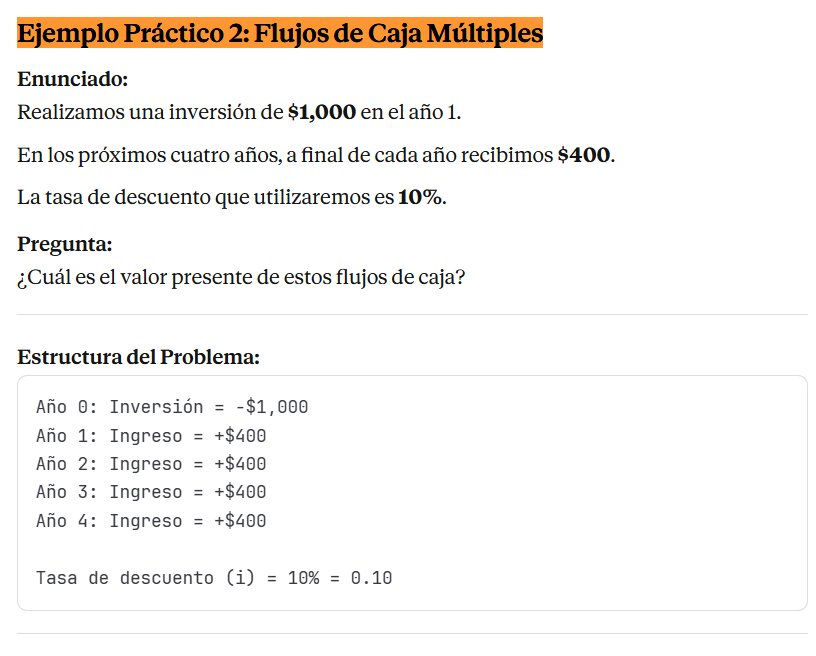 Ejemplo Práctico 2: Flujos de Caja Múltiples
Enunciado:
Realizamos una inversión de $1,000 en el año 1.
En los próximos cuatro años, a final de cada año recibimos $400.
La tasa de descuento que utilizaremos es 10%.
Pregunta:
¿Cuál es el valor presente de estos flujos de caja?
Estructura del Problema:
Año 0: Inversión = -$1,000
Año 1: Ingreso = +$400
Año 2: Ingreso = +$400
Año 3: Ingreso = +$400
Año 4: Ingreso = +$400
Tasa de descuento (i) = 10% = 0.10